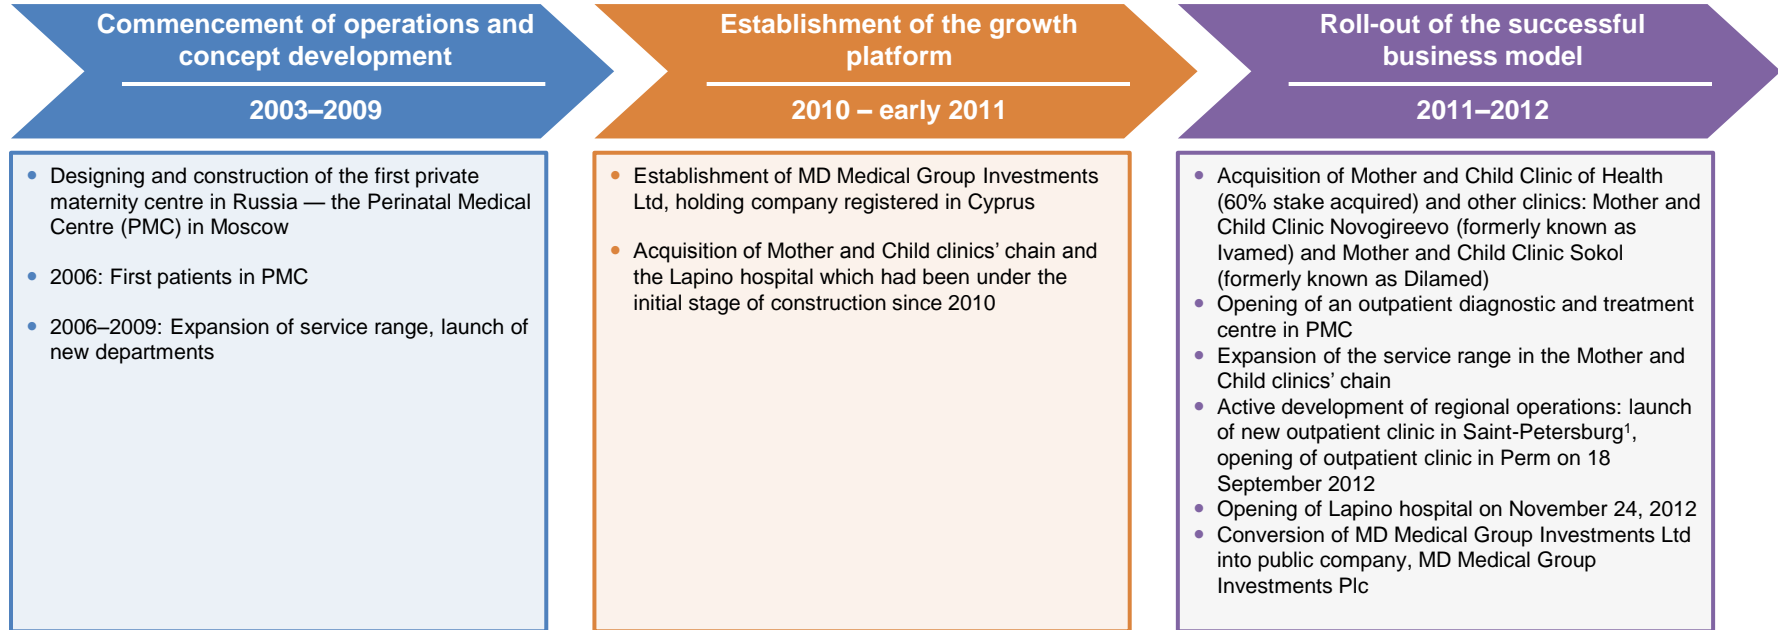 Commencement of operations and
concept development
2003–2009
• Designing and construction of the first private
maternity centre in Russia — the Perinatal Medical
Centre (PMC) in Moscow
• 2006: First patients in PMC
• 2006–2009: Expansion of service range, launch of
new departments
Establishment of the growth
platform
2010 – early 2011
• Establishment of MD Medical Group Investments
Ltd, holding company registered in Cyprus
• Acquisition of Mother and Child clinics’ chain and
the Lapino hospital which had been under the
initial stage of construction since 2010
Roll-out of the successful
business model
2011–2012
• Acquisition of Mother and Child Clinic of Health
(60% stake acquired) and other clinics: Mother and
Child Clinic Novogireevo (formerly known as
Ivamed) and Mother and Child Clinic Sokol
(formerly known as Dilamed)
• Opening of an outpatient diagnostic and treatment
centre in PMC
• Expansion of the service range in the Mother and
Child clinics’ chain
• Active development of regional operations: launch
of new outpatient clinic in Saint-Petersburg¹,
opening of outpatient clinic in Perm on 18
September 2012
• Opening of Lapino hospital on November 24, 2012
• Conversion of MD Medical Group Investments Ltd
into public company, MD Medical Group
Investments Plc